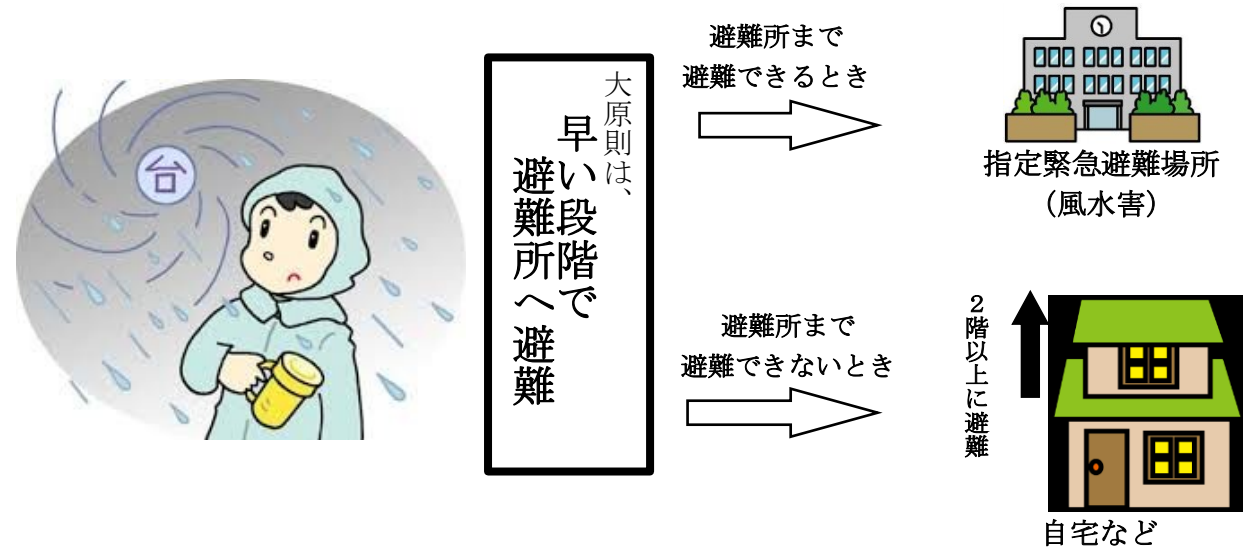 台
大原則は、
早い段階で
避難所へ避難
避難所まで
避難できるとき
指定緊急避難場所
(風水害)
避難所まで
避難できないとき
2階以上に避難
自宅など